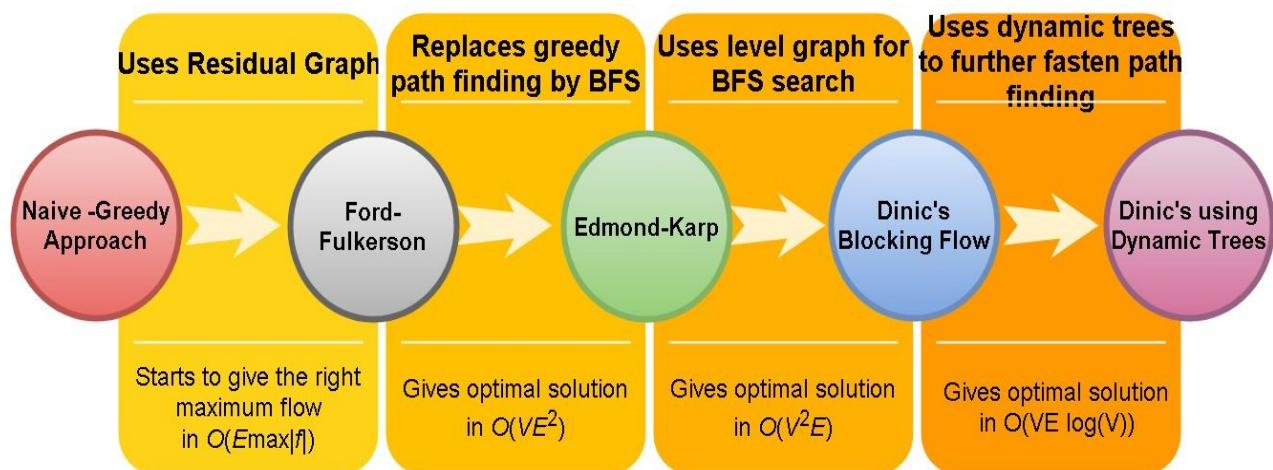 Uses Residual Graph
Replaces greedy
path finding by BFS
Uses level graph for
BFS search
Uses dynamic trees
to further fasten path
finding
Naive -Greedy
Approach
Ford-
Fulkerson
Edmond-Karp
Dinic's
Blocking Flow
Dinic's using
Dynamic Trees
Starts to give the right
maximum flow
in O(Emax|f|)
Gives optimal solution
in O(VE²)
Gives optimal solution
in O(V²E)
Gives optimal solution
in O(VE log(V))